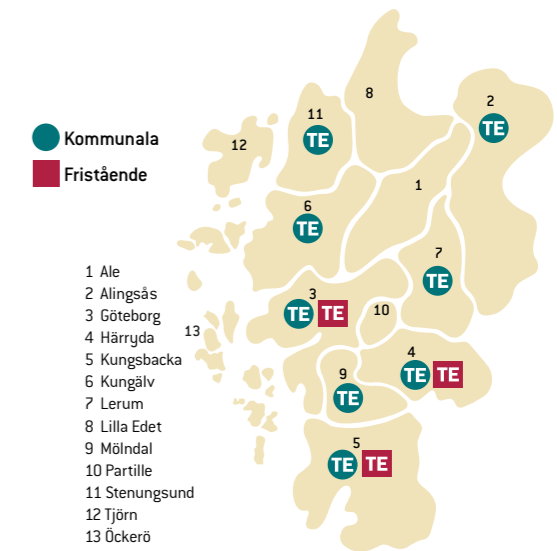 Kommunala
Fristående
1 Ale
2 Alingsås
3 Göteborg
4 Härryda
5 Kungsbacka
6 Kungälv
7 Lerum
8 Lilla Edet
9 Mölndal
10 Partille
11 Stenungsund
12 Tjörn
13 Öckerö
8
2
TE
11
TE
12
1
6
TE
7
TE
3
TE TE
10
13
4
TE TE
9
TE
5
TE TE